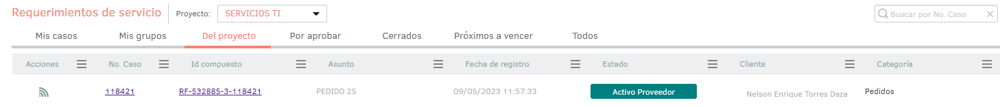 Requerimientos de servicio Proyecto: SERVICIOS TI Buscar por No. Caso
Mis casos Mis grupos Del proyecto Por aprobar Cerrados Próximos a vencer Todos
Acciones No. Caso Id compuesto Asunto Fecha de registro Estado Cliente Categoría
118421 RF-532885-3-118421 PEDIDO 25 09/05/2023 11:57:33 Activo Proveedor Nelson Enrique Torres Daza Pedidos